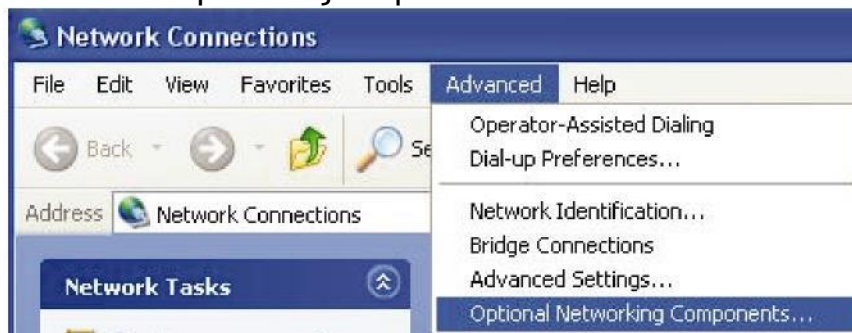 Network Connections
File Edit View Favorites Tools Advanced Help
Operator-Assisted Dialing
Back
Dial-up Preferences...
Address Network Connections
Network Identification...
Bridge Connections
Network Tasks
Advanced Settings...
Optional Networking Components...